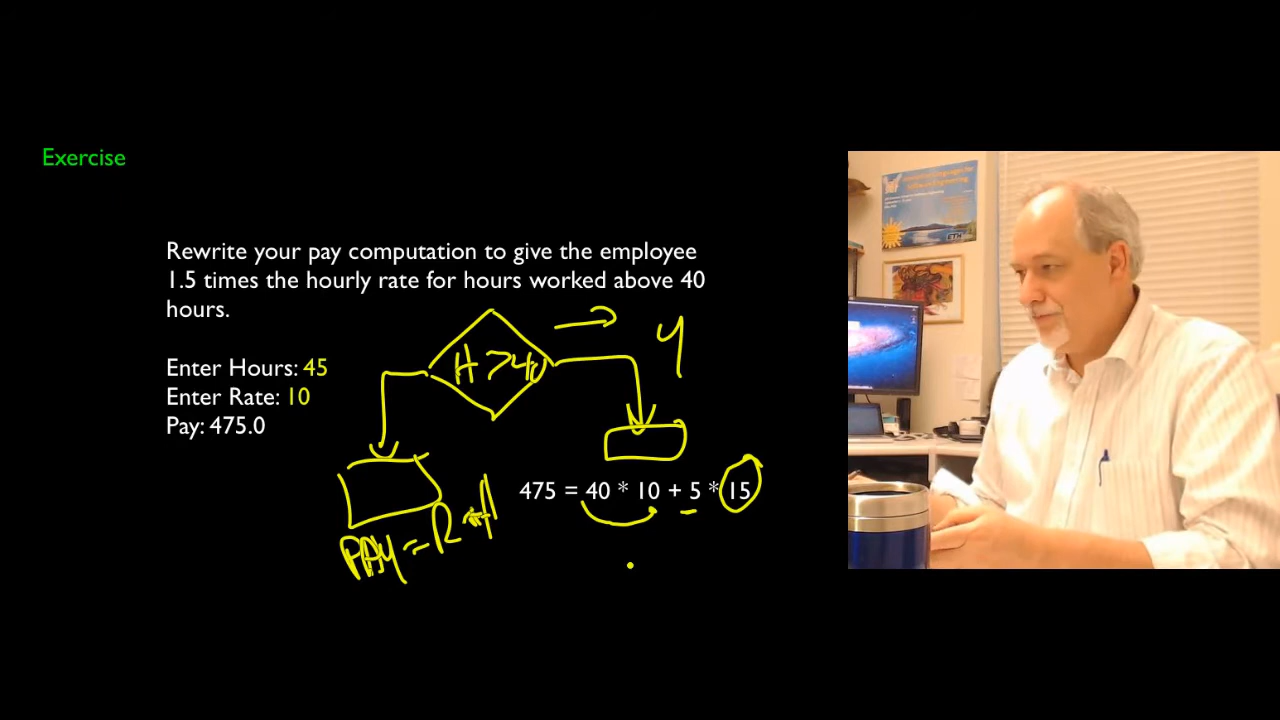 Exercise
Rewrite your pay computation to give the employee
1.5 times the hourly rate for hours worked above 40
hours.
Enter Hours: 45
Enter Rate: 10
Pay: 475.0
H > 40
Y
475 = 40 * 10 + 5 * 15
PAY = R * H